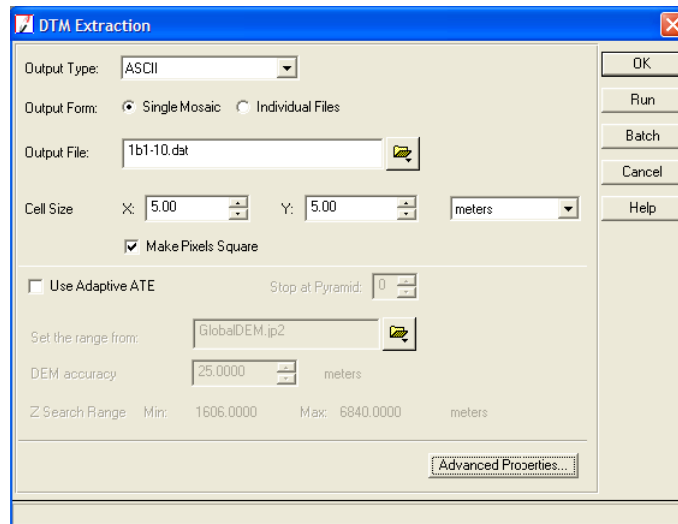 DTM Extraction
Output Type: ASCII
OK
Output Form: Single Mosaic Individual Files
Run
Output File: 1b1-10.dat
Batch
Cancel
Cell Size X: 5.00 Y: 5.00 meters
Help
Make Pixels Square
Use Adaptive ATE Stop at Pyramid: 0
Set the range from: GlobalDEM.jp2
DEM accuracy 25.0000 meters
Z Search Range Min: 1606.0000 Max: 6840.0000 meters
Advanced Properties...